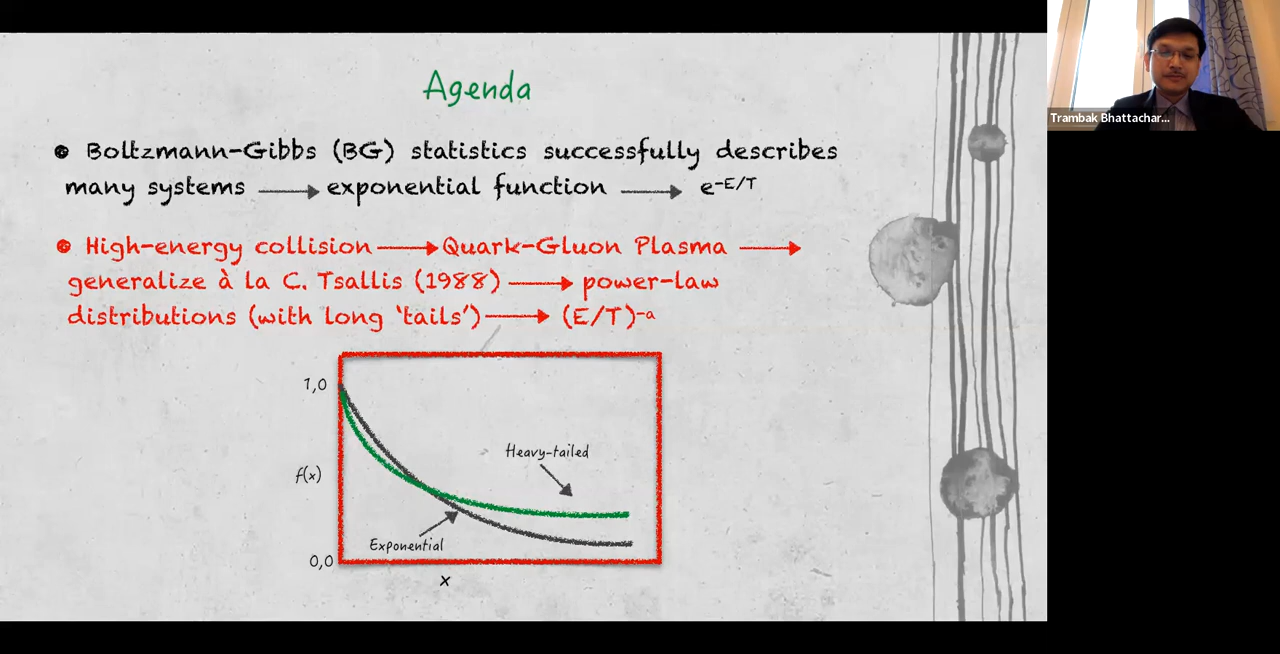 Agenda
• Boltzmann-Gibbs (BG) statistics successfully describes
many systems → exponential function → e-E/T
• High-energy collision → Quark-Gluon Plasma →
generalize à la C. Tsallis (1988) → power-law
distributions (with long ‘tails’) → (E/T)-a
1,0
Heavy-tailed
f(x)
Exponential
0,0
x
Trambak Bhattachar...